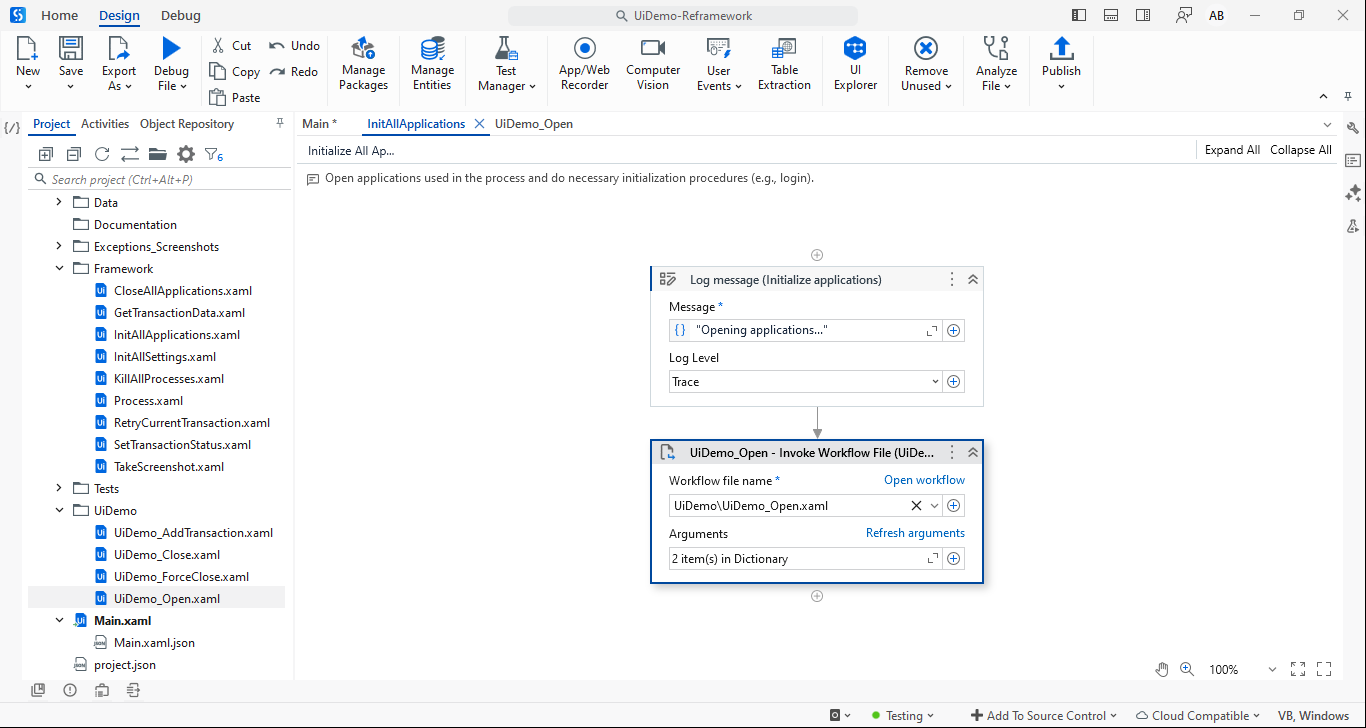 Home
Design
Debug
UiDemo-Reframework
AB
New
Save
Export As
Debug File
Cut
Copy
Paste
Undo
Redo
Manage Packages
Manage Entities
Test Manager
App/Web Recorder
Computer Vision
User Events
Table Extraction
UI Explorer
Remove Unused
Analyze File
Publish
{/}
Project
Activities
Object Repository
6
Search project (Ctrl+Alt+P)
Data
Documentation
Exceptions_Screenshots
Framework
CloseAllApplications.xaml
GetTransactionData.xaml
InitAllApplications.xaml
InitAllSettings.xaml
KillAllProcesses.xaml
Process.xaml
RetryCurrentTransaction.xaml
SetTransactionStatus.xaml
TakeScreenshot.xaml
Tests
UiDemo
UiDemo_AddTransaction.xaml
UiDemo_Close.xaml
UiDemo_ForceClose.xaml
UiDemo_Open.xaml
Main.xaml
Main.xaml.json
project.json
Main *
InitAllApplications
UiDemo_Open
Initialize All Ap...
Expand All
Collapse All
Open applications used in the process and do necessary initialization procedures (e.g., login).
Log message (Initialize applications)
Message *
{} "Opening applications..."
Log Level
Trace
UiDemo_Open - Invoke Workflow File (UiDe...
Workflow file name *
Open workflow
UiDemo\UiDemo_Open.xaml
Arguments
Refresh arguments
2 item(s) in Dictionary
100%
Testing
Add To Source Control
Cloud Compatible
VB, Windows